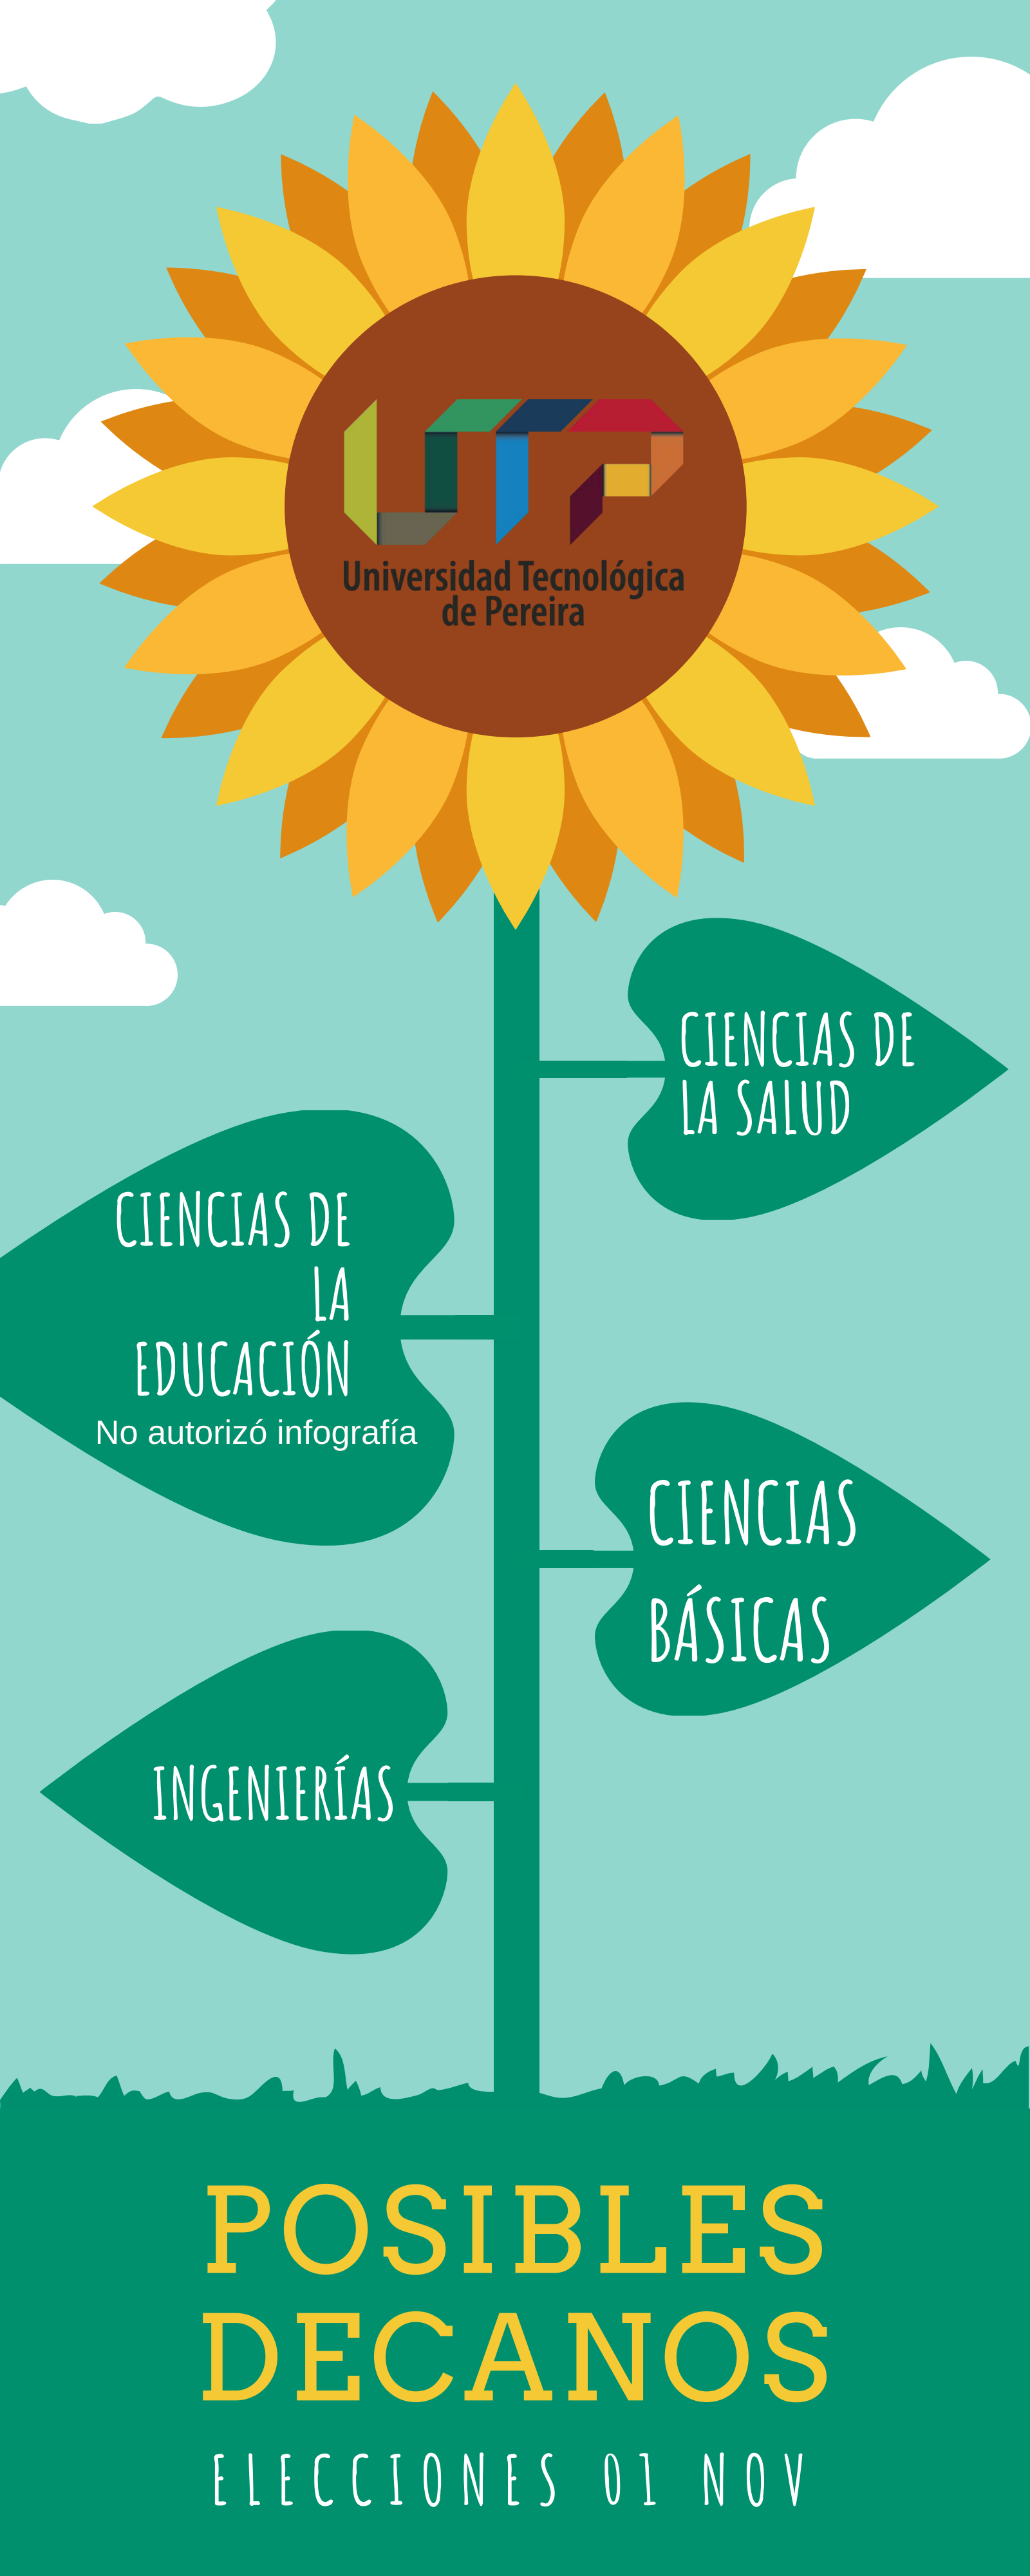 UTP
Universidad Tecnológica
de Pereira
CIENCIAS DE
LA SALUD
CIENCIAS DE
LA
EDUCACIÓN
No autorizó infografía
CIENCIAS
BÁSICAS
INGENIERÍAS
POSIBLES
DECANOS
ELECCIONES 01 NOV